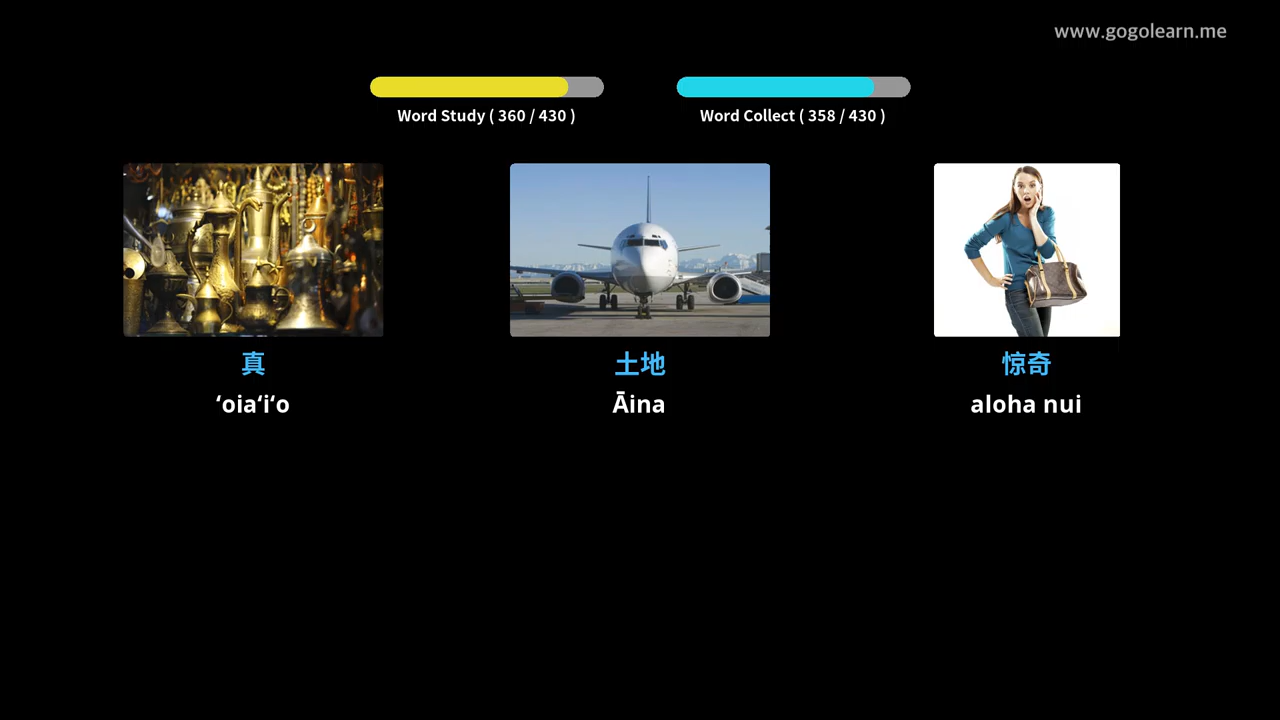 www.gogolearn.me
Word Study ( 360 / 430 )
Word Collect ( 358 / 430 )
真
土地
惊奇
ʻoiaʻiʻo
Āina
aloha nui